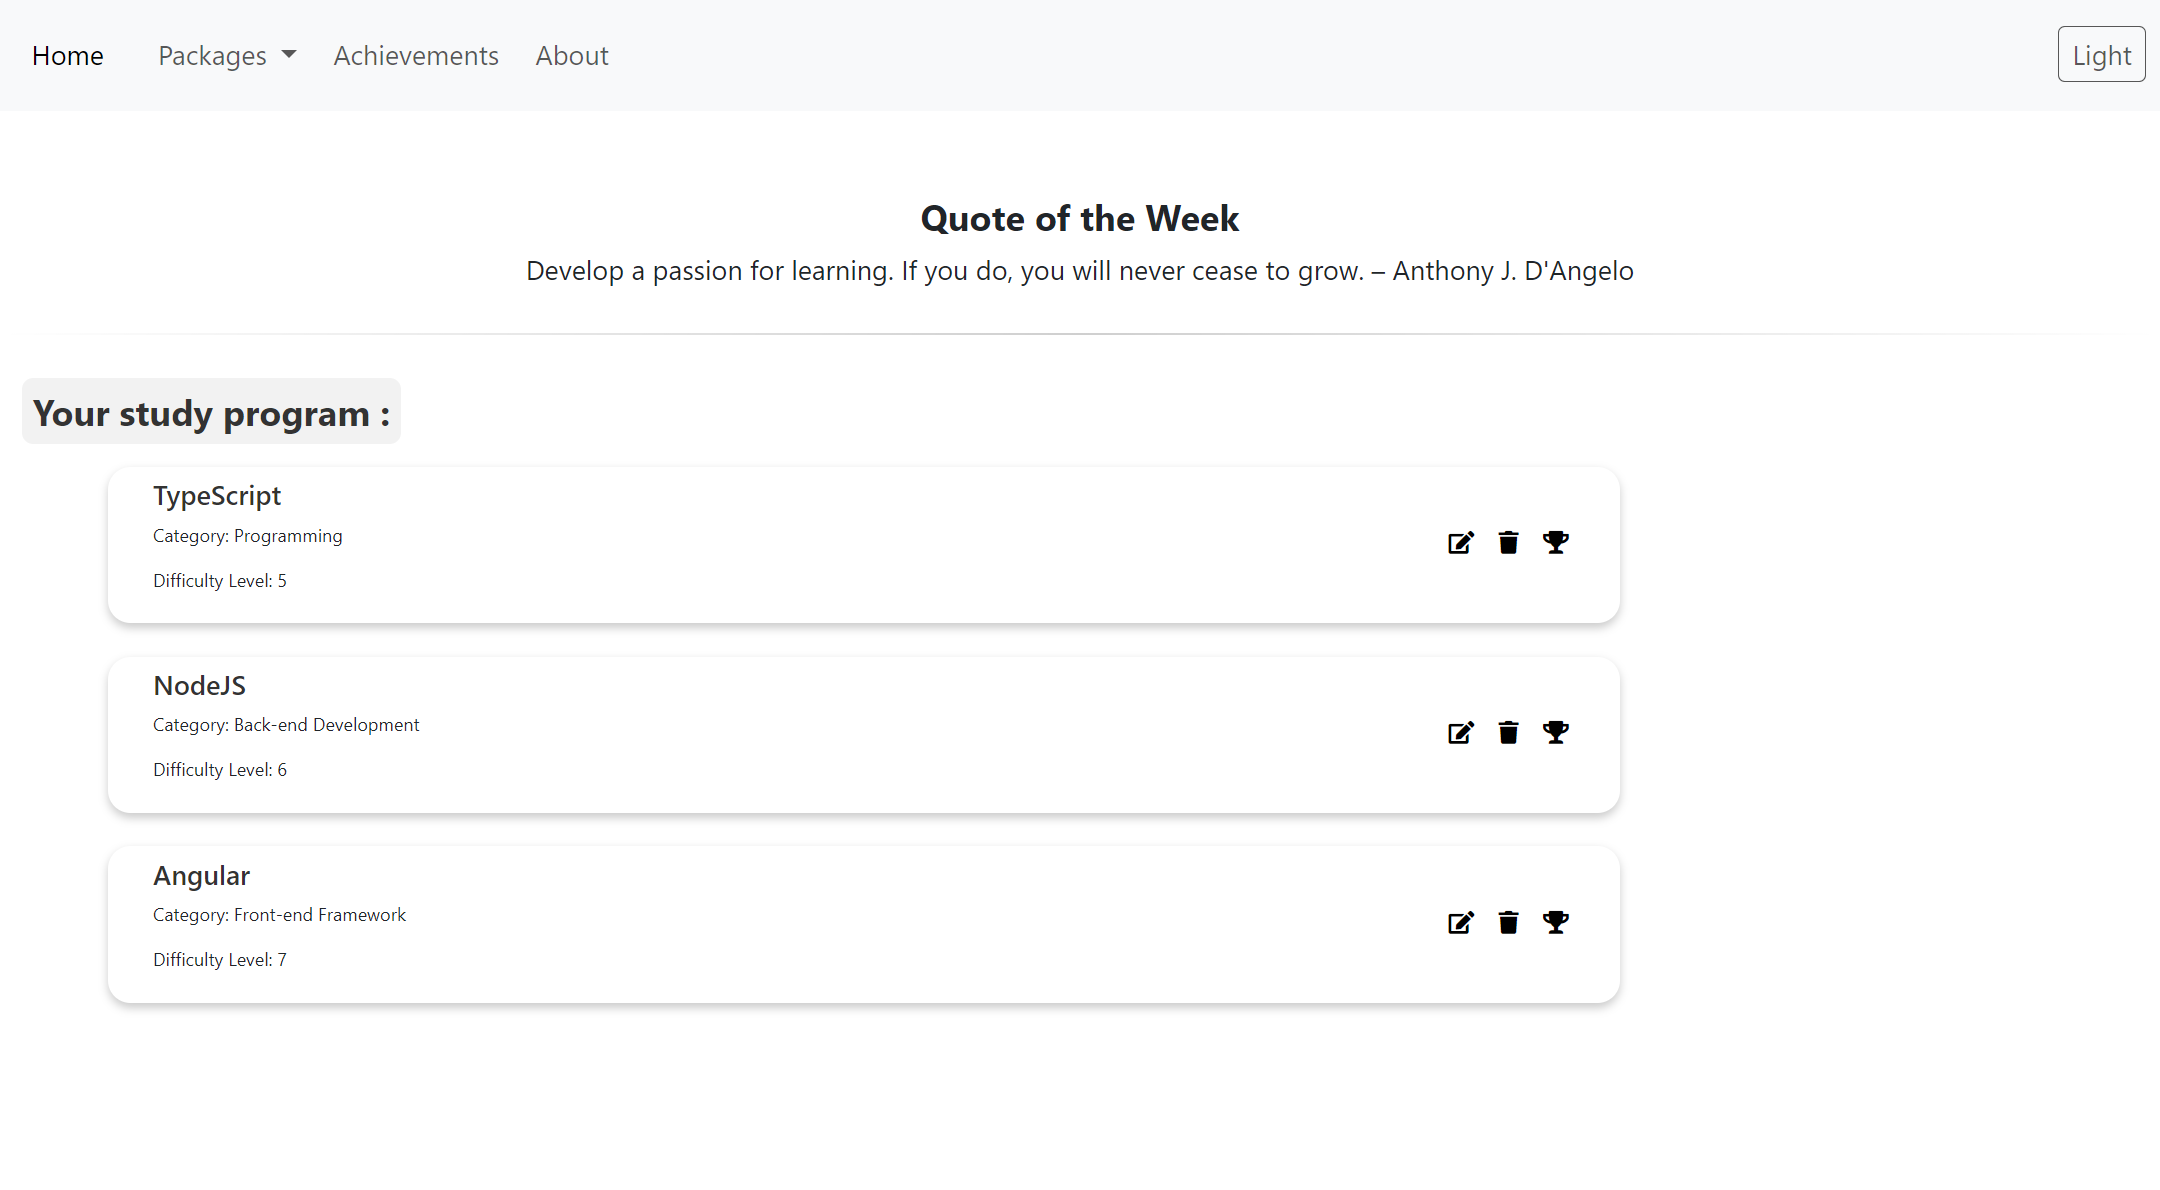 Home Packages Achievements About Light
Quote of the Week
Develop a passion for learning. If you do, you will never cease to grow. – Anthony J. D'Angelo
Your study program :
TypeScript
Category: Programming
Difficulty Level: 5
NodeJS
Category: Back-end Development
Difficulty Level: 6
Angular
Category: Front-end Framework
Difficulty Level: 7